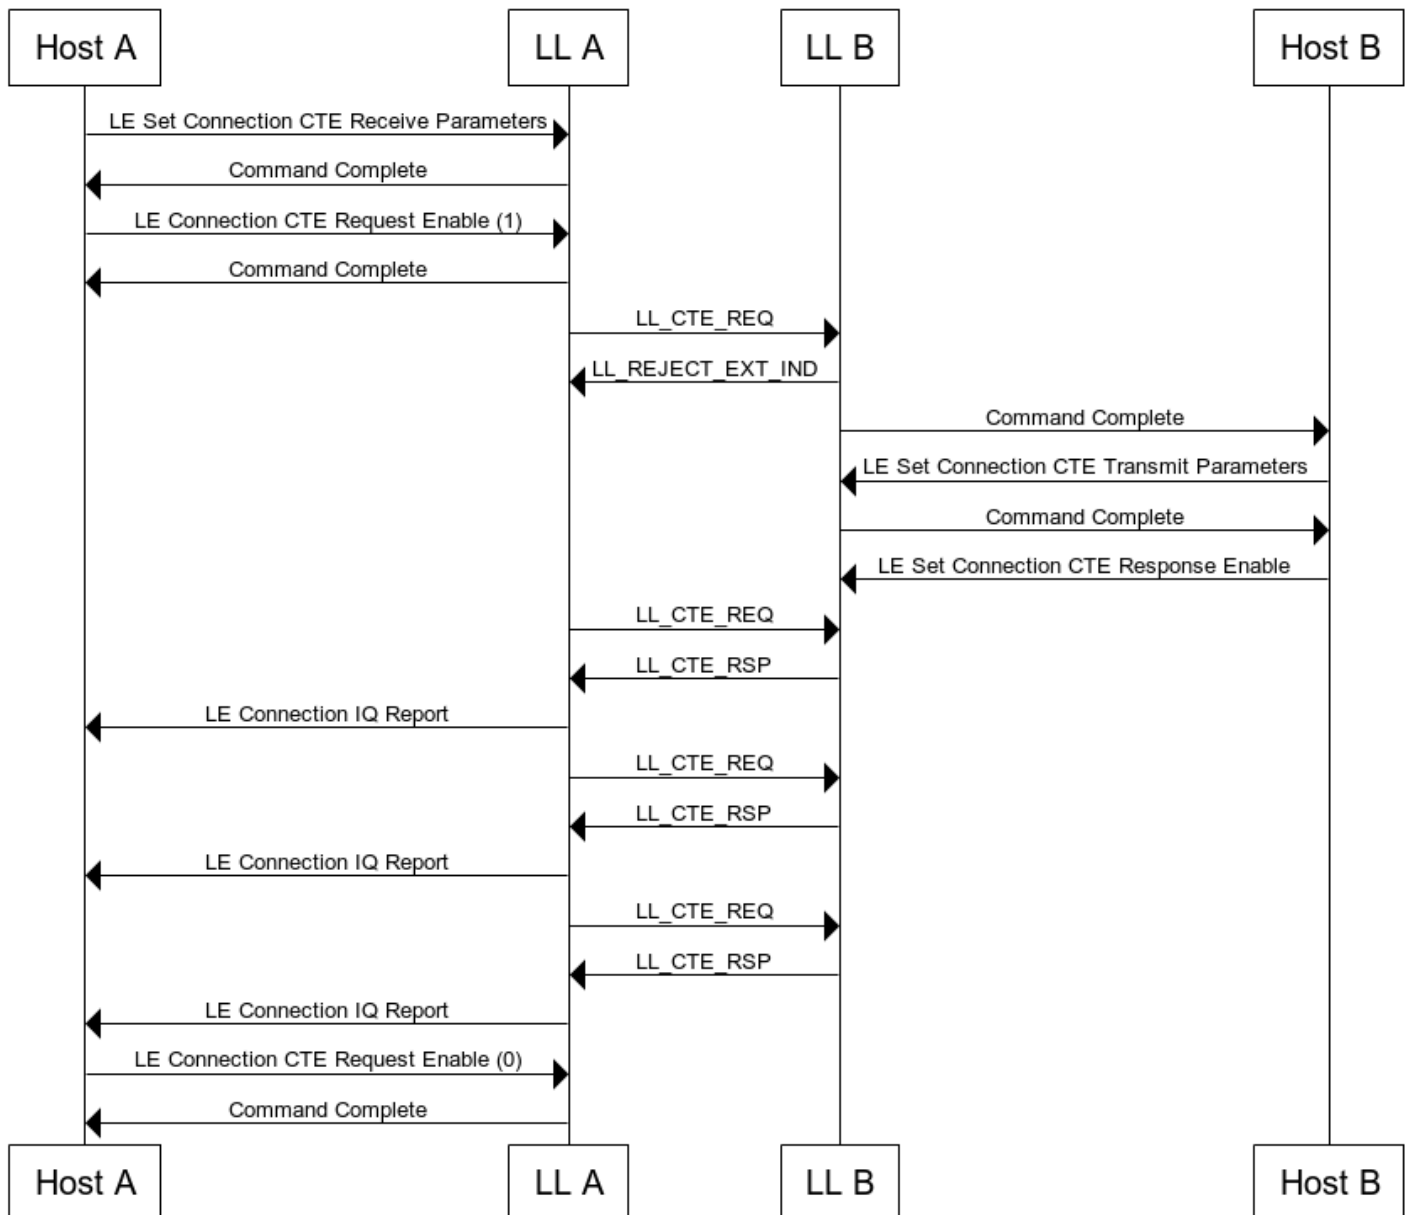 Host A
LL A
LL B
Host B
LE Set Connection CTE Receive Parameters
Command Complete
LE Connection CTE Request Enable (1)
Command Complete
LL_CTE_REQ
LL_REJECT_EXT_IND
Command Complete
LE Set Connection CTE Transmit Parameters
Command Complete
LE Set Connection CTE Response Enable
LL_CTE_REQ
LL_CTE_RSP
LE Connection IQ Report
LL_CTE_REQ
LL_CTE_RSP
LE Connection IQ Report
LL_CTE_REQ
LL_CTE_RSP
LE Connection IQ Report
LE Connection CTE Request Enable (0)
Command Complete
Host A
LL A
LL B
Host B